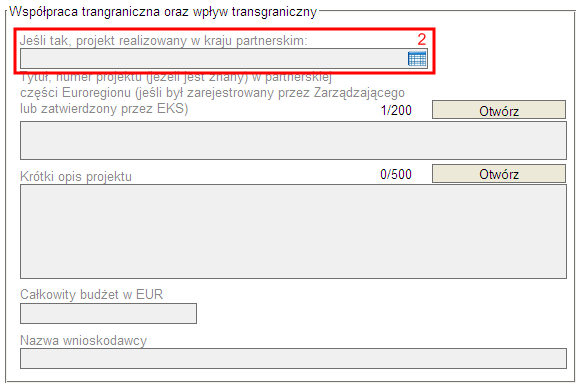 Współpraca trangraniczna oraz wpływ transgraniczny
Jeśli tak, projekt realizowany w kraju partnerskim: 2
Tytuł, numer projektu (jeżeli jest znany) w partnerskiej
części Euroregionu (jeśli był zarejestrowany przez Zarządzającego
lub zatwierdzony przez EKS) 1/200 Otwórz
Krótki opis projektu 0/500 Otwórz
Całkowity budżet w EUR
Nazwa wnioskodawcy